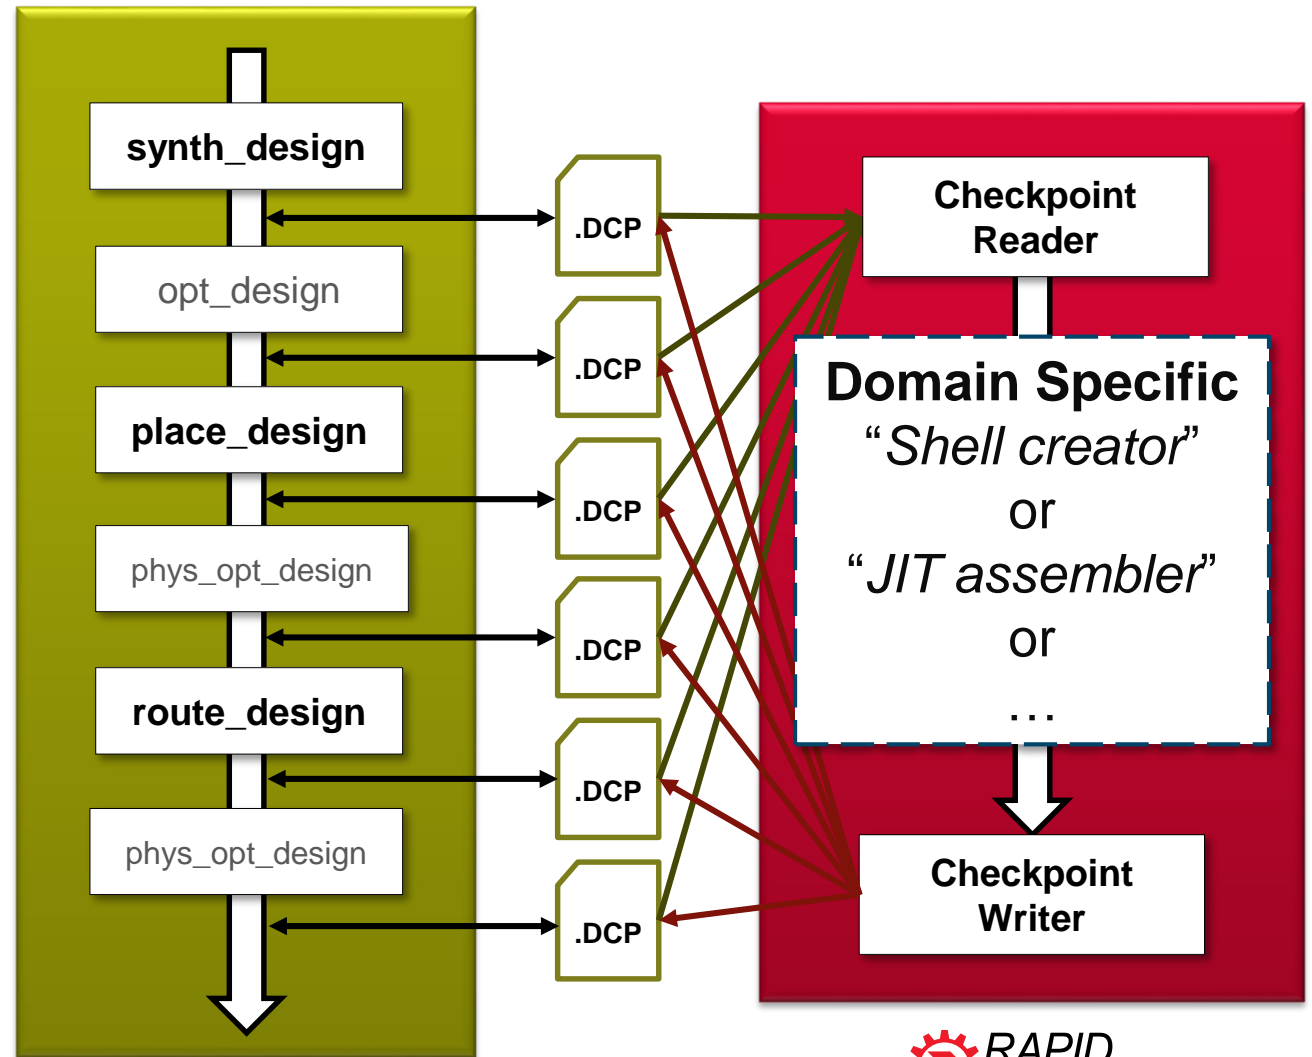 synth_design
opt_design
place_design
phys_opt_design
route_design
phys_opt_design
.DCP
.DCP
.DCP
.DCP
.DCP
.DCP
Checkpoint
Reader
Domain Specific
“Shell creator”
or
“JIT assembler”
or
…
Checkpoint
Writer
RAPID